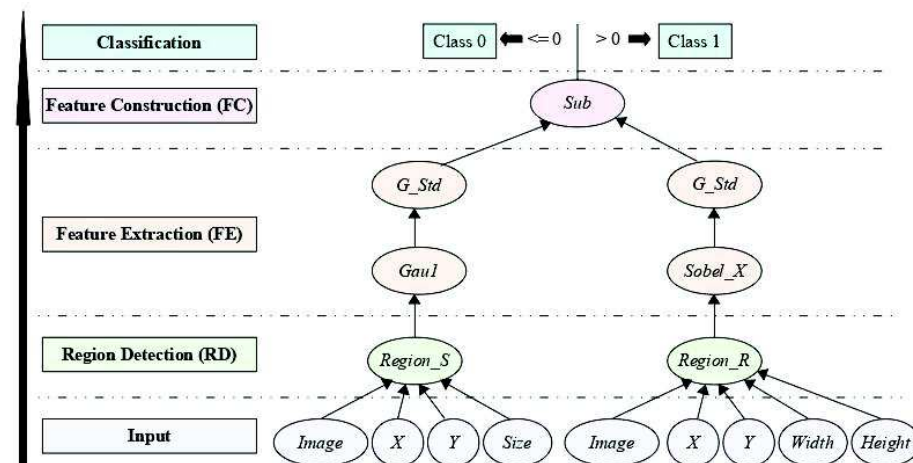 Classification
Class 0 <= 0 > 0 Class 1
Feature Construction (FC)
Sub
G_Std G_Std
Feature Extraction (FE)
Gau1 Sobel_X
Region Detection (RD)
Region_S Region_R
Input
Image X Y Size Image X Y Width Height